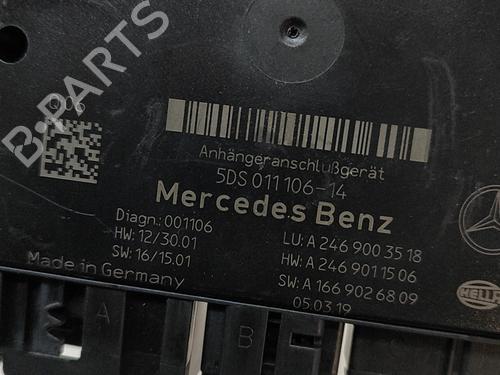 B-PARTS
Anhängeranschlußgerät
5DS 011 106-14
Mercedes Benz
Diagn.: 001106
HW: 12/30.01
SW: 16/15.01
LU: A 246 900 35 18
HW: A 246 901 15 06
SW: A 166 902 68 09
05.03.19
Made in Germany
HELLA
A
B